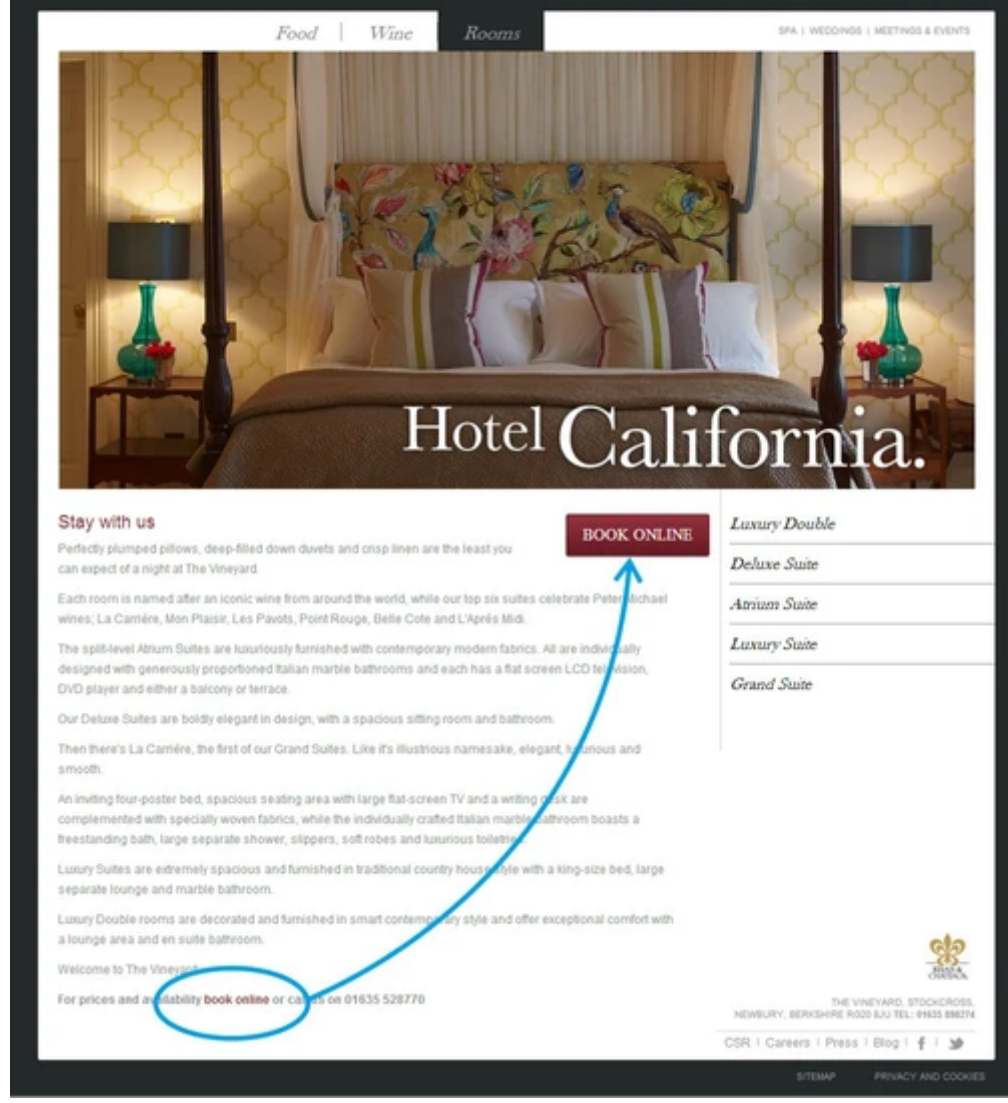 Food | Wine Rooms
SPA | WEDDINGS | MEETINGS & EVENTS
Hotel California.
Stay with us
BOOK ONLINE
Perfectly plumped pillows, deep-filled down duvets and crisp linen are the least you
can expect of a night at The Vineyard.
Each room is named after an iconic wine from around the world, while our top six suites celebrate Peter Michael
wines; La Carriére, Mon Plaisir, Les Pavots, Point Rouge, Belle Cote and L'Aprés Midi.
The split-level Atrium Suites are luxuriously furnished with contemporary modern fabrics. All are individually
designed with generously proportioned Italian marble bathrooms and each has a flat screen LCD television,
DVD player and either a balcony or terrace.
Our Deluxe Suites are boldly elegant in design, with a spacious sitting room and bathroom.
Then there's La Carriére, the first of our Grand Suites. Like it's illustrious namesake, elegant, luxurious and
smooth.
An inviting four-poster bed, spacious seating area with large flat-screen TV and a writing desk are
complemented with specially woven fabrics, while the individually crafted Italian marble bathroom boasts a
freestanding bath, large separate shower, slippers, soft robes and luxurious toiletries.
Luxury Suites are extremely spacious and furnished in traditional country house style with a king-size bed, large
separate lounge and marble bathroom.
Luxury Double rooms are decorated and furnished in smart contemporary style and offer exceptional comfort with
a lounge area and en suite bathroom.
Welcome to The Vineyard
For prices and availability book online or call us on 01635 528770
Luxury Double
Deluxe Suite
Atrium Suite
Luxury Suite
Grand Suite
RELAIS &
CHATEAUX
THE VINEYARD, STOCKCROSS,
NEWBURY, BERKSHIRE RG20 8JU TEL: 01635
CSR | Careers | Press | Blog |
SITEMAP PRIVACY AND COOKIES